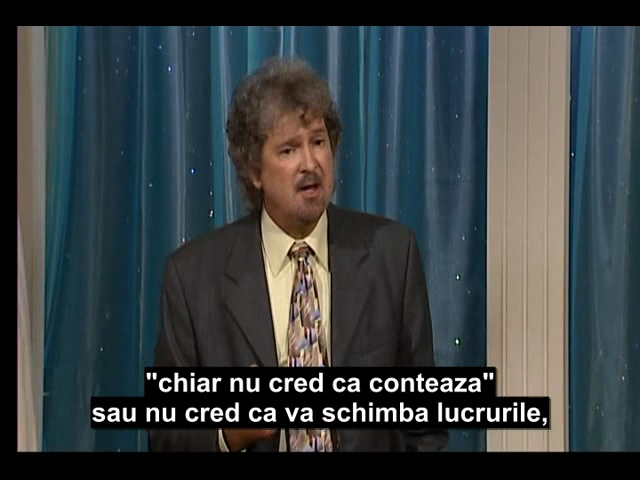 "chiar nu cred ca conteaza"
sau nu cred ca va schimba lucrurile,